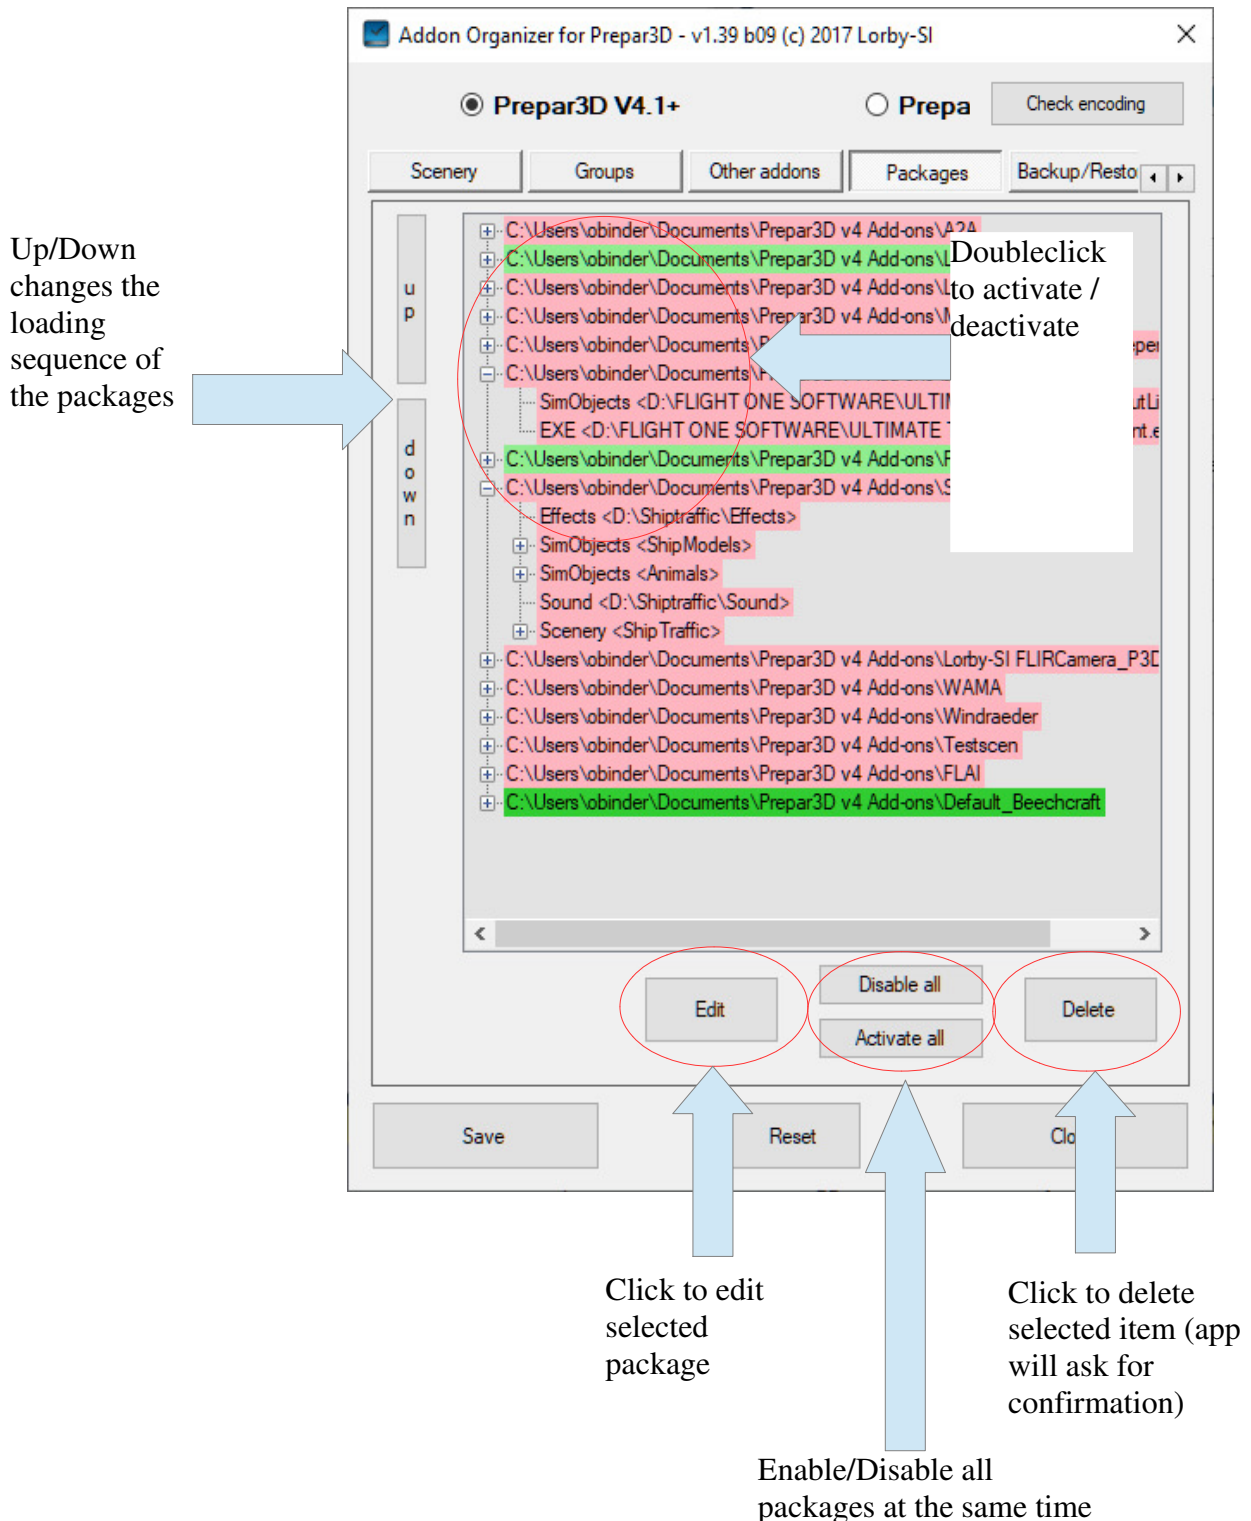 Addon Organizer for Prepar3D - v1.39 b09 (c) 2017 Lorby-SI
Prepar3D V4.1+
Prepa
Check encoding
Scenery
Groups
Other addons
Packages
Backup/Resto
Up/Down
changes the
loading
sequence of
the packages
up
down
C:\Users\obinder\Documents\Prepar3D v4 Add-ons\A2A
C:\Users\obinder\Documents\Prepar3D v4 Add-ons\L
C:\Users\obinder\Documents\Prepar3D v4 Add-ons\L
C:\Users\obinder\Documents\Prepar3D v4 Add-ons\M
C:\Users\obinder\Documents\P
C:\Users\obinder\Documents\
SimObjects <D:\FLIGHT ONE SOFTWARE\ULTIM
EXE <D:\FLIGHT ONE SOFTWARE\ULTIMATE
C:\Users\obinder\Documents\Prepar3D v4 Add-ons\
C:\Users\obinder\Documents\Prepar3D v4 Add-ons\S
Effects <D:\Shiptraffic\Effects>
SimObjects <ShipModels>
SimObjects <Animals>
Sound <D:\Shiptraffic\Sound>
Scenery <ShipTraffic>
C:\Users\obinder\Documents\Prepar3D v4 Add-ons\Lorby-SI FLIRCamera_P3D
C:\Users\obinder\Documents\Prepar3D v4 Add-ons\WAMA
C:\Users\obinder\Documents\Prepar3D v4 Add-ons\Windraeder
C:\Users\obinder\Documents\Prepar3D v4 Add-ons\Testscen
C:\Users\obinder\Documents\Prepar3D v4 Add-ons\FLAI
C:\Users\obinder\Documents\Prepar3D v4 Add-ons\Default_Beechcraft
Doubleclick
to activate /
deactivate
Edit
Disable all
Activate all
Delete
Save
Reset
Clo
Click to edit
selected
package
Click to delete
selected item (app
will ask for
confirmation)
Enable/Disable all
packages at the same time